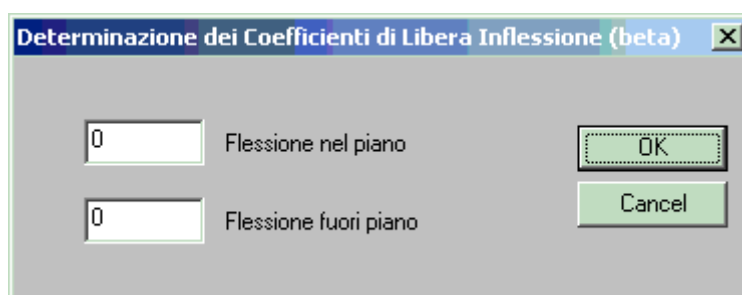 Determinazione dei Coefficienti di Libera Inflessione (beta)
0 Flessione nel piano
OK
0 Flessione fuori piano
Cancel